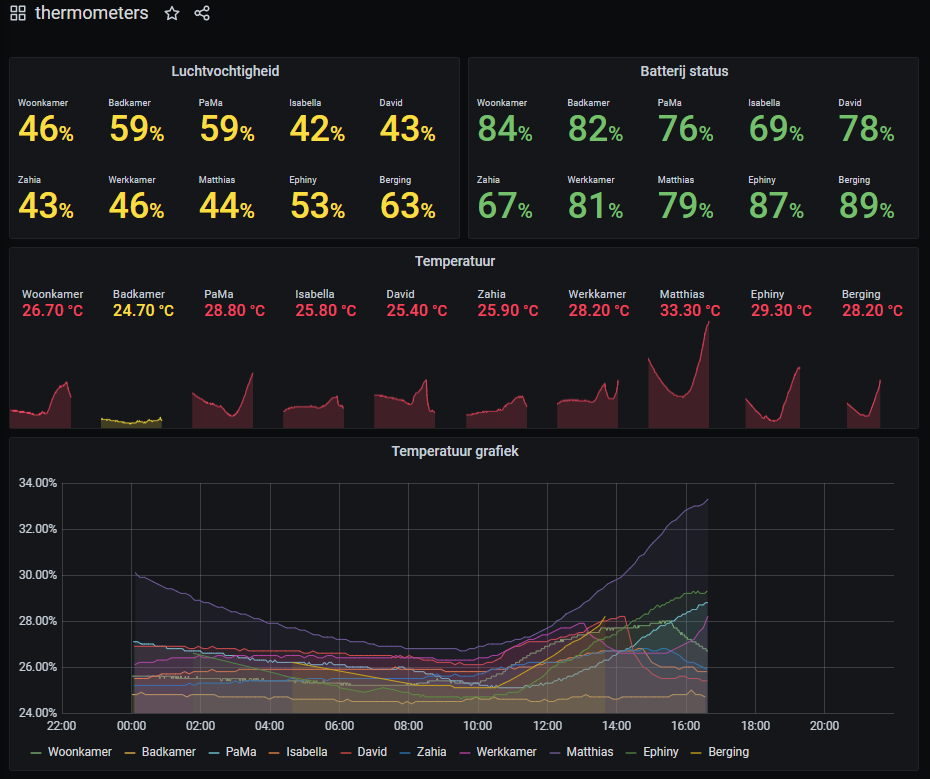 thermometers
Luchtvochtigheid
Woonkamer Badkamer PaMa Isabella David
46% 59% 59% 42% 43%
Zahia Werkkamer Matthias Ephiny Berging
43% 46% 44% 53% 63%
Batterij status
Woonkamer Badkamer PaMa Isabella David
84% 82% 76% 69% 78%
Zahia Werkkamer Matthias Ephiny Berging
67% 81% 79% 87% 89%
Temperatuur
Woonkamer Badkamer PaMa Isabella David Zahia Werkkamer Matthias Ephiny Berging
26.70 °C 24.70 °C 28.80 °C 25.80 °C 25.40 °C 25.90 °C 28.20 °C 33.30 °C 29.30 °C 28.20 °C
Temperatuur grafiek
34.00%
32.00%
30.00%
28.00%
26.00%
24.00%
22:00 00:00 02:00 04:00 06:00 08:00 10:00 12:00 14:00 16:00 18:00 20:00
Woonkamer Badkamer PaMa Isabella David Zahia Werkkamer Matthias Ephiny Berging